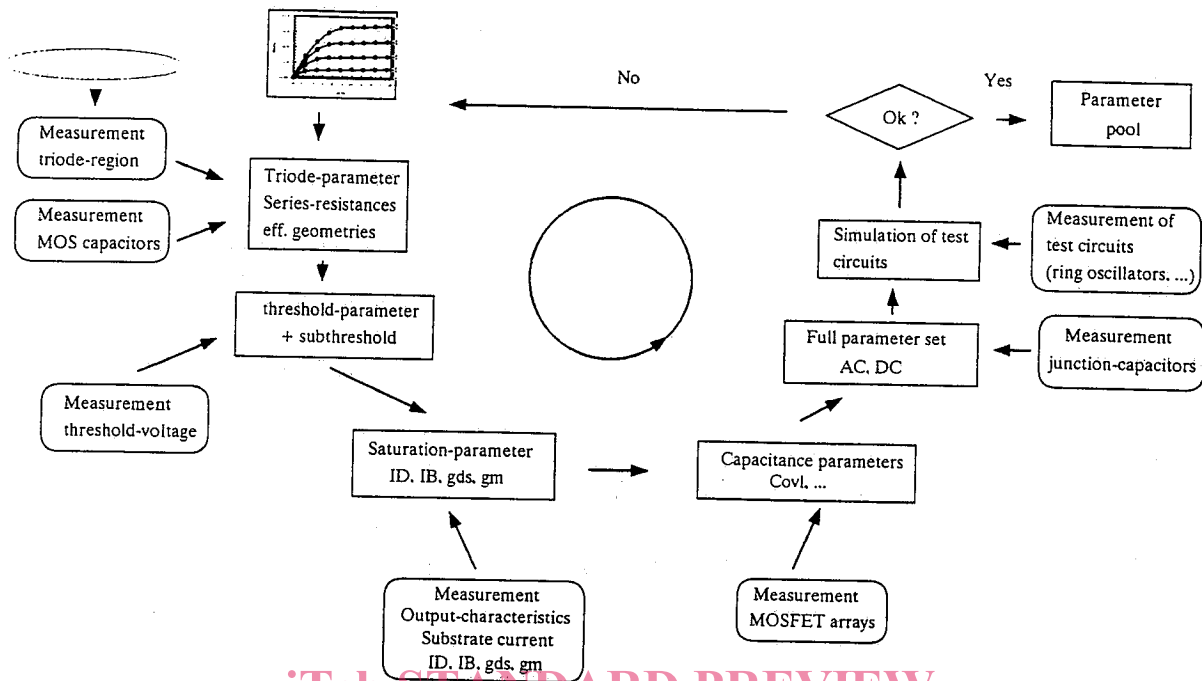 No
Yes
Ok ?
Parameter
pool
Measurement
triode-region
Triode-parameter
Series-resistances
eff. geometries
Measurement
MOS capacitors
Simulation of test
circuits
Measurement of
test circuits
(ring oscillators, ...)
threshold-parameter
+ subthreshold
Full parameter set
AC, DC
Measurement
junction-capacitors
Measurement
threshold-voltage
Saturation-parameter
ID, IB, gds, gm
Capacitance parameters
Covl, ...
Measurement
Output-characteristics
Substrate current
ID, IB, gds, gm
Measurement
MOSFET arrays
iTeh STANDARD PREVIEW